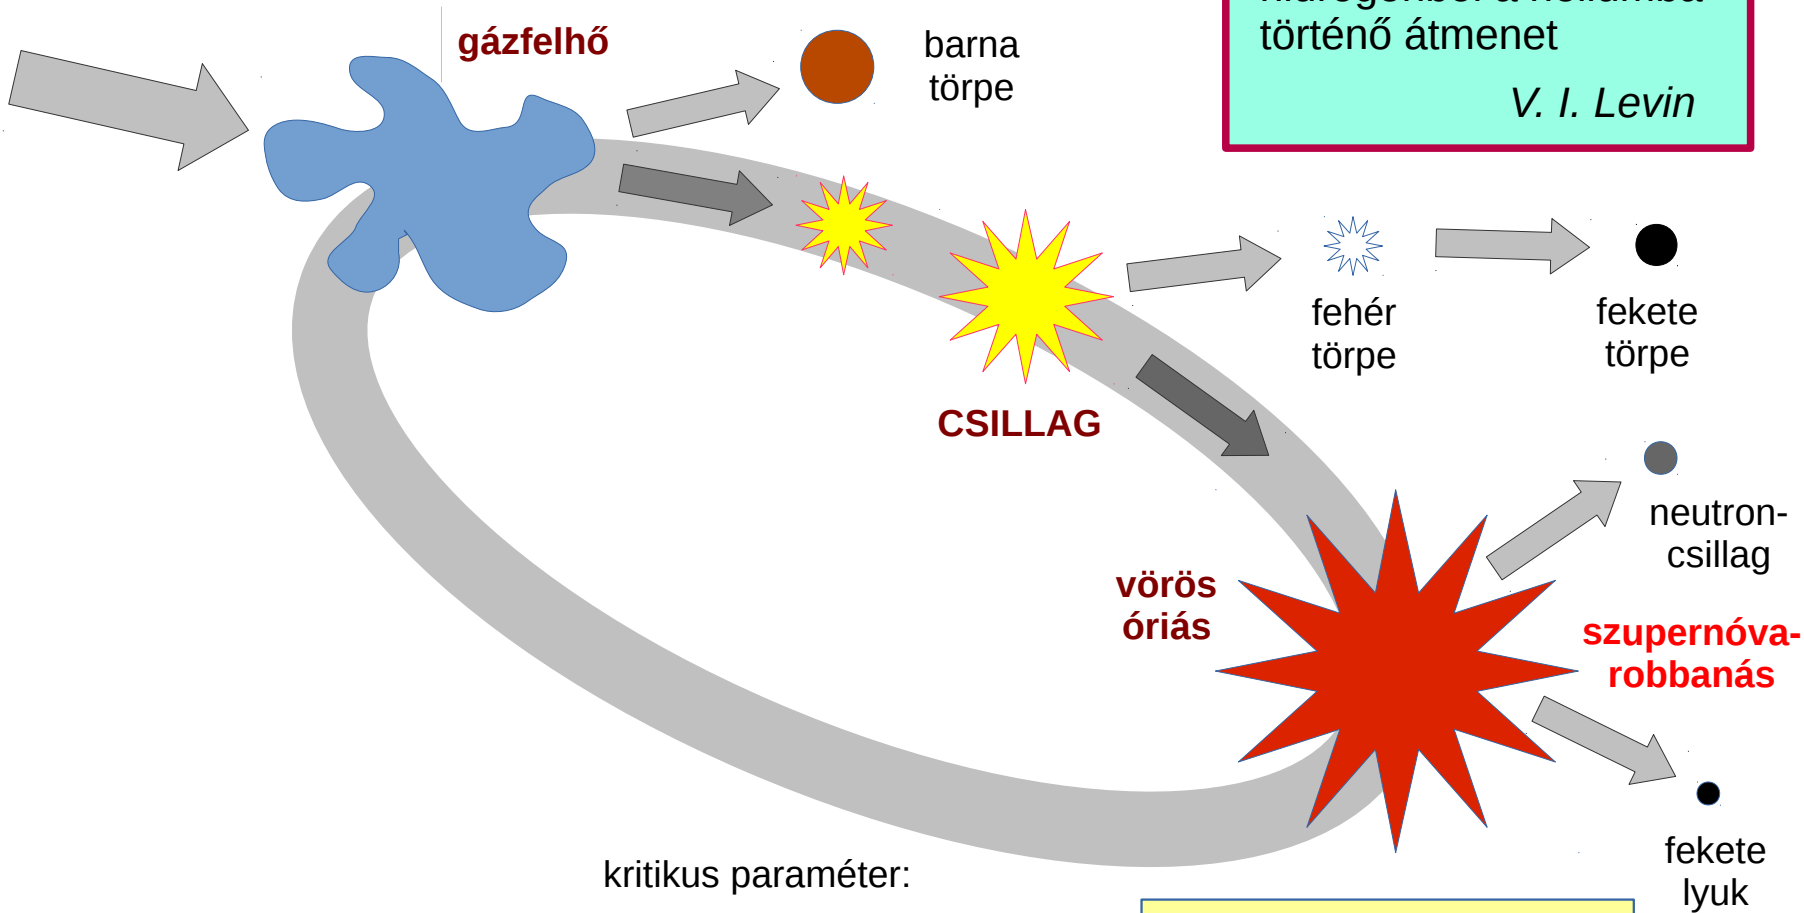 történő átmenet
V. I. Levin
gázfelhő
barna
törpe
fehér
törpe
fekete
törpe
CSILLAG
neutron-
csillag
vörös
óriás
szupernóva-
robbanás
fekete
lyuk
kritikus paraméter: